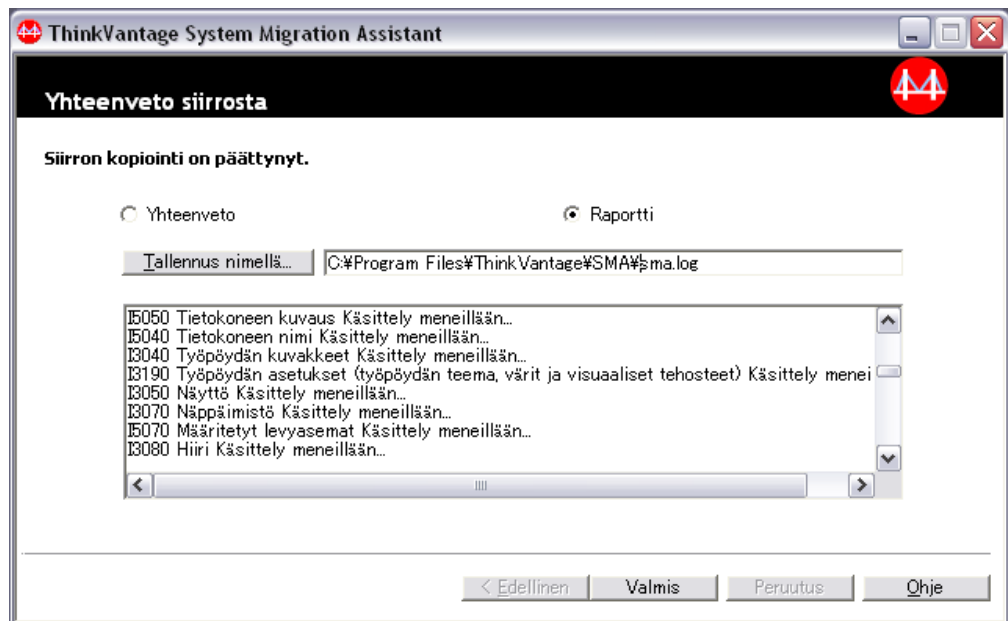 ThinkVantage System Migration Assistant
Yhteenveto siirrosta
Siirron kopiointi on päättynyt.
Yhteenveto Raportti
Tallennus nimellä... C:¥Program Files¥ThinkVantage¥SMA¥sma.log
I5050 Tietokoneen kuvaus Käsittely meneillään...
I5040 Tietokoneen nimi Käsittely meneillään...
I3040 Työpöydän kuvakkeet Käsittely meneillään...
I3190 Työpöydän asetukset (työpöydän teema, värit ja visuaaliset tehosteet) Käsittely menei
I3050 Näyttö Käsittely meneillään...
I3070 Näppäimistö Käsittely meneillään...
I5070 Määritetyt levyasemat Käsittely meneillään...
I3080 Hiiri Käsittely meneillään...
< Edellinen Valmis Peruutus Ohje